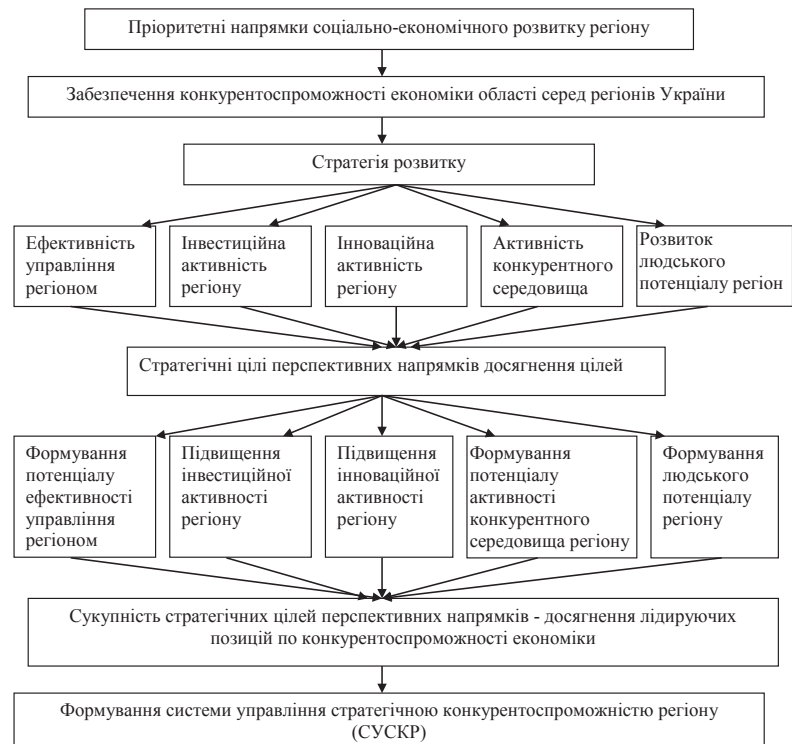 Пріоритетні напрямки соціально-економічного розвитку регіону
Забезпечення конкурентоспроможності економіки області серед регіонів України
Стратегія розвитку
Ефективність
управління
регіоном
Інвестиційна
активність
регіону
Інноваційна
активність
регіону
Активність
конкурентного
середовища
Розвиток
людського
потенціалу регіон
Стратегічні цілі перспективних напрямків досягнення цілей
Формування
потенціалу
ефективності
управління
регіоном
Підвищення
інвестиційної
активності
регіону
Підвищення
інноваційної
активності
регіону
Формування
потенціалу
активності
конкурентного
середовища регіону
Формування
людського
потенціалу
регіону
Сукупність стратегічних цілей перспективних напрямків - досягнення лідируючих
позицій по конкурентоспроможності економіки
Формування системи управління стратегічною конкурентоспроможністю регіону
(СУСКР)